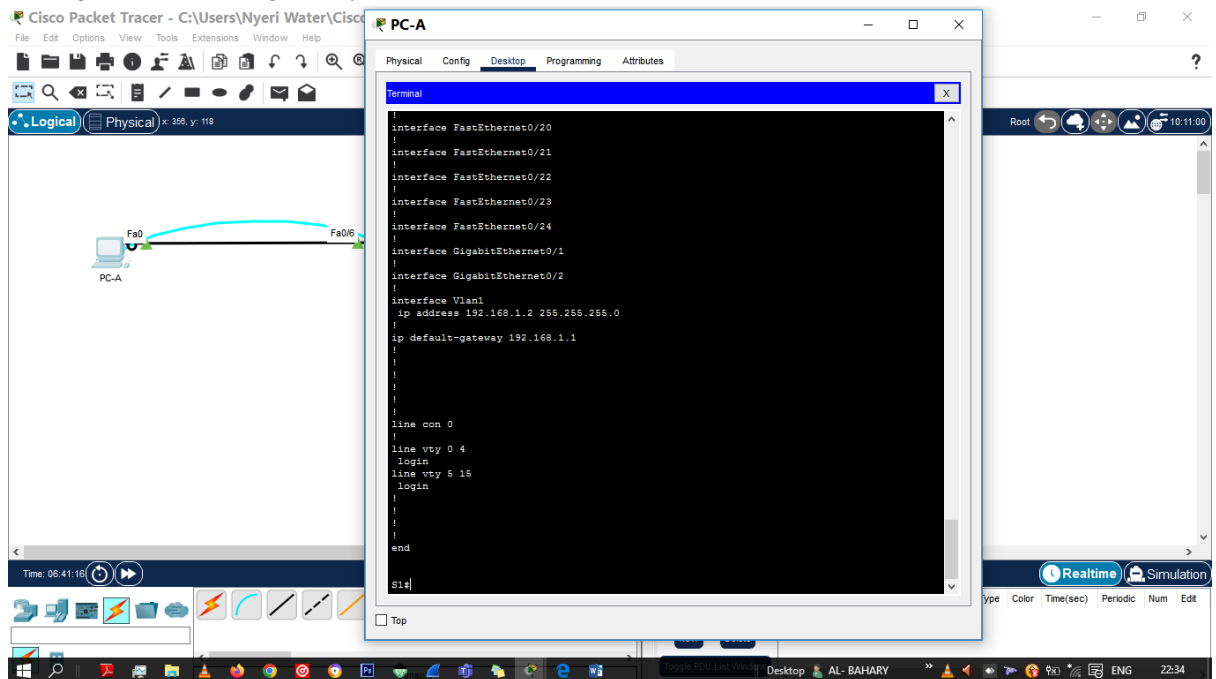 Cisco Packet Tracer - C:\Users\Nyeri Water\Cisco
File Edit Options View Tools Extensions Window Help
?
Logical
Physical
x: 356, y: 118
Root
10:11:00
Fa0
Fa0/6
PC-A
PC-A
Physical Config Desktop Programming Attributes
Terminal
X
!
interface FastEthernet0/20
!
interface FastEthernet0/21
!
interface FastEthernet0/22
!
interface FastEthernet0/23
!
interface FastEthernet0/24
!
interface GigabitEthernet0/1
!
interface GigabitEthernet0/2
!
interface Vlan1
ip address 192.168.1.2 255.255.255.0
!
ip default-gateway 192.168.1.1
!
!
!
!
!
!
line con 0
!
line vty 0 4
login
line vty 5 15
login
!
!
!
!
end
S1#
Top
Time: 06:41:16
Realtime
Simulation
Type Color Time(sec) Periodic Num Edit
Toggle PDU List Window
Desktop
AL- BAHARY
ENG
22:34